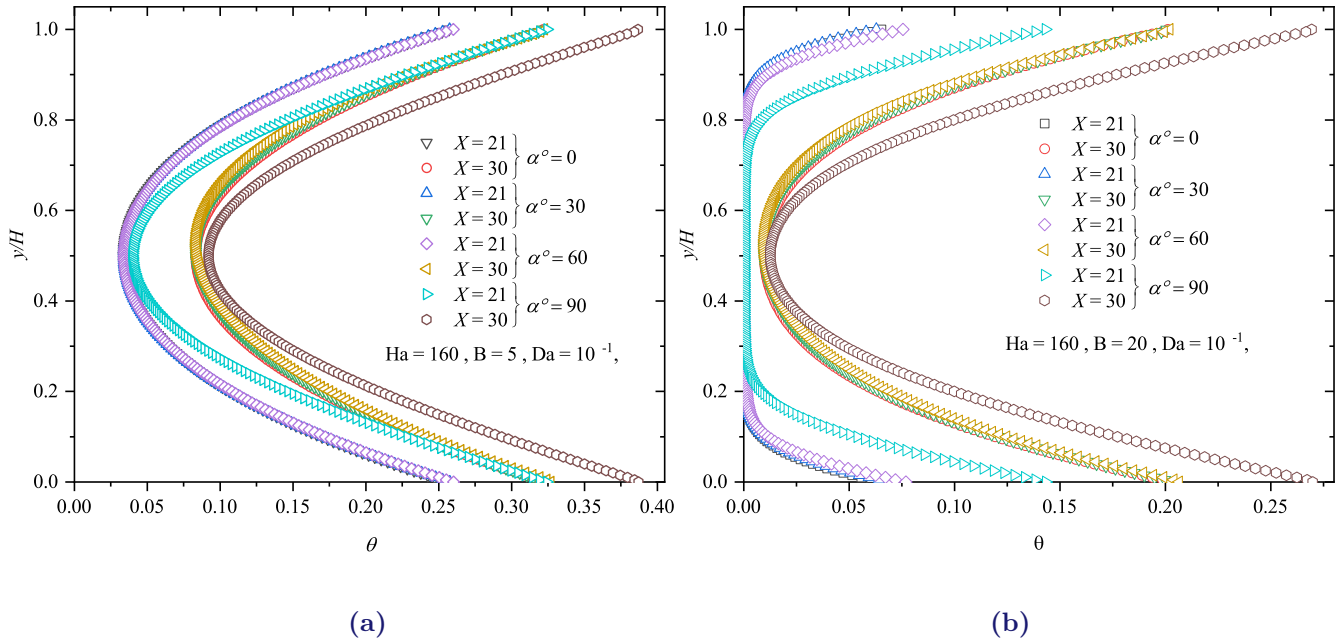 1.0
0.8
0.6
0.4
0.2
0.0
y/H
0.00 0.05 0.10 0.15 0.20 0.25 0.30 0.35 0.40
θ
X = 21
X = 30
α° = 0
X = 21
X = 30
α° = 30
X = 21
X = 30
α° = 60
X = 21
X = 30
α° = 90
Ha = 160 , B = 5 , Da = 10 ⁻¹,
(a)
1.0
0.8
0.6
0.4
0.2
0.0
y/H
0.00 0.05 0.10 0.15 0.20 0.25
θ
X = 21
X = 30
α° = 0
X = 21
X = 30
α° = 30
X = 21
X = 30
α° = 60
X = 21
X = 30
α° = 90
Ha = 160 , B = 20 , Da = 10 ⁻¹,
(b)